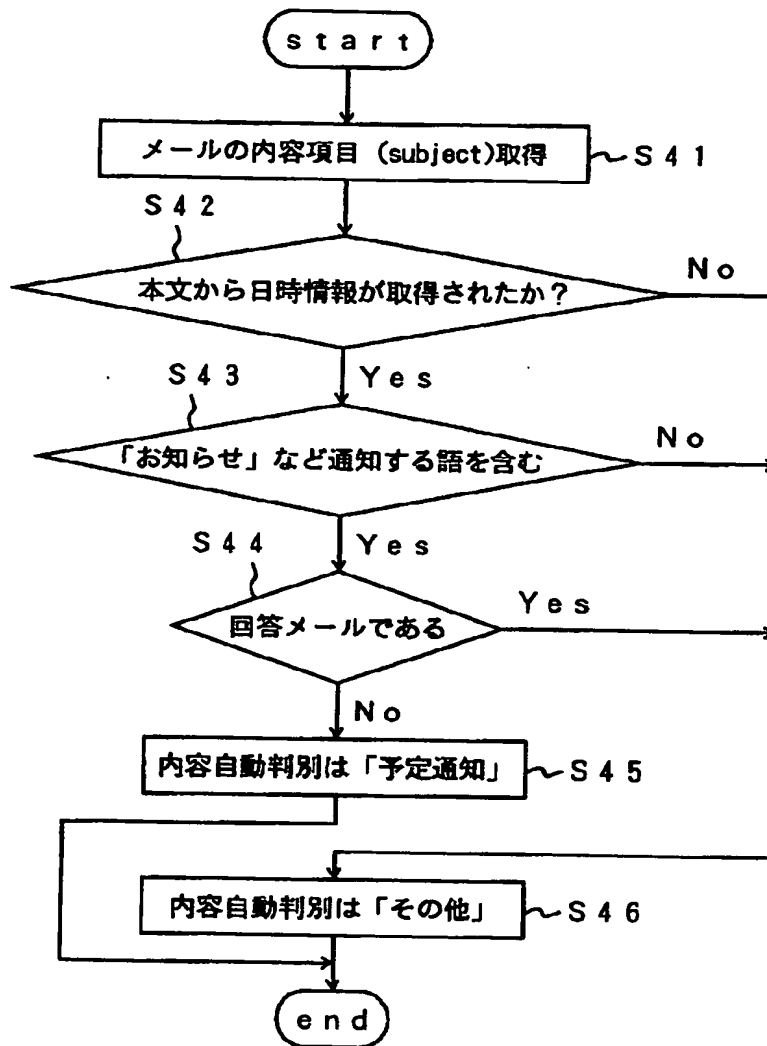 start
メールの内容項目 (subject)取得
S41
S42
本文から日時情報が取得されたか？
No
Yes
S43
「お知らせ」など通知する語を含む
No
Yes
S44
回答メールである
Yes
No
内容自動判別は「予定通知」
S45
内容自動判別は「その他」
S46
end